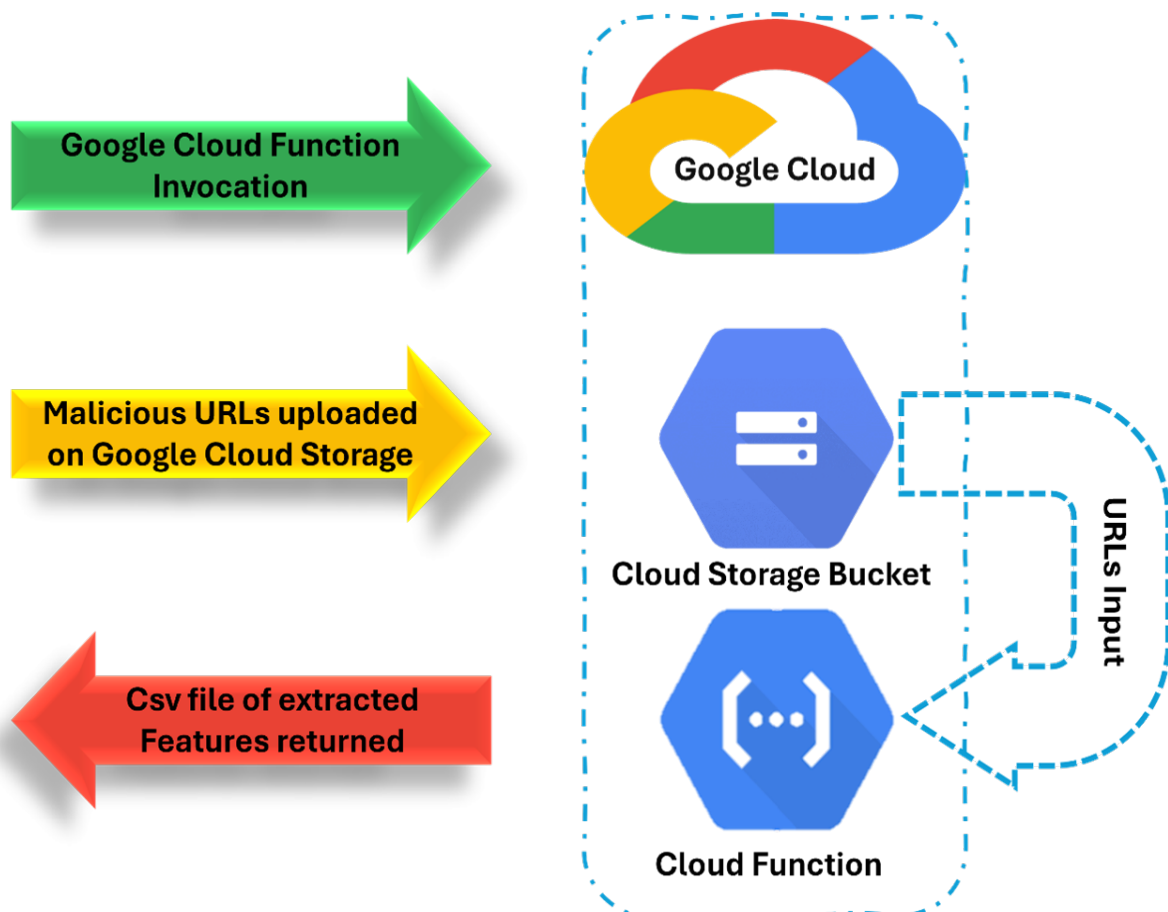 Google Cloud Function
Invocation
Google Cloud
Malicious URLs uploaded
on Google Cloud Storage
Cloud Storage Bucket
URLs Input
Csv file of extracted
Features returned
Cloud Function